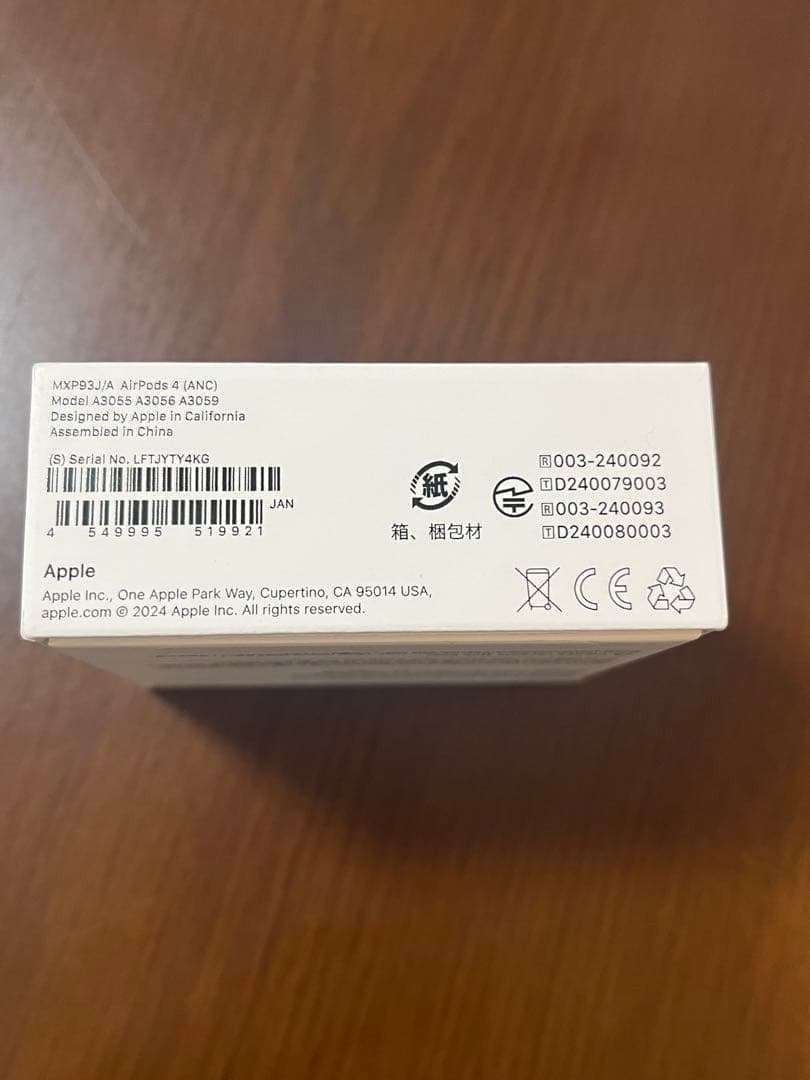 MXP93J/A AirPods 4 (ANC)
Model A3055 A3056 A3059
Designed by Apple in California
Assembled in China
(S) Serial No. LFTJYTY4KG
JAN
4 549995 519921
紙
箱、梱包材
R003-240092
TD240079003
R003-240093
TD240080003
Apple
Apple Inc., One Apple Park Way, Cupertino, CA 95014 USA,
apple.com © 2024 Apple Inc. All rights reserved.
CE